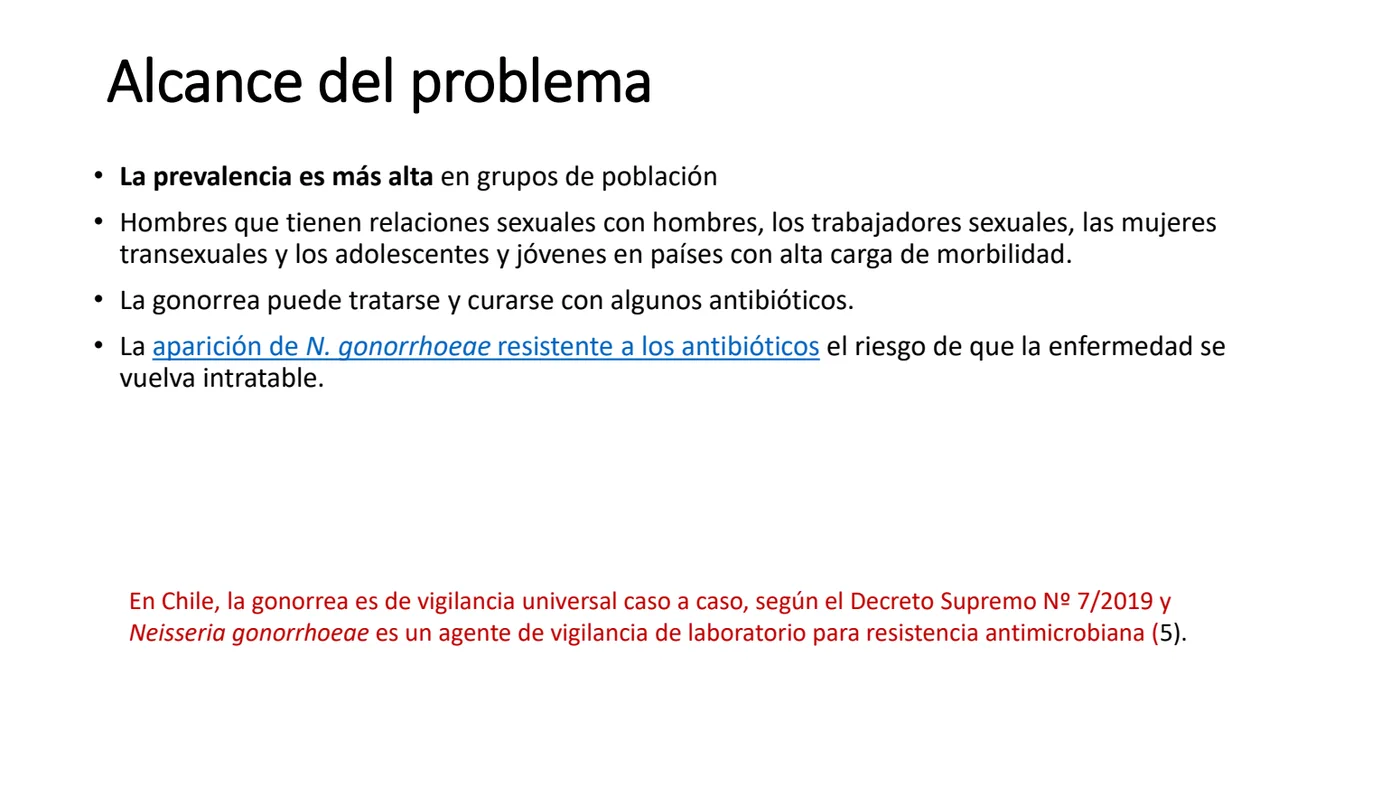 Alcance del problema
• La prevalencia es más alta en grupos de población
• Hombres que tienen relaciones sexuales con hombres, los trabajadores sexuales, las mujeres
transexuales y los adolescentes y jóvenes en países con alta carga de morbilidad.
• La gonorrea puede tratarse y curarse con algunos antibióticos.
• La aparición de N. gonorrhoeae resistente a los antibióticos el riesgo de que la enfermedad se
vuelva intratable.
En Chile, la gonorrea es de vigilancia universal caso a caso, según el Decreto Supremo Nº 7/2019 y
Neisseria gonorrhoeae es un agente de vigilancia de laboratorio para resistencia antimicrobiana (5).